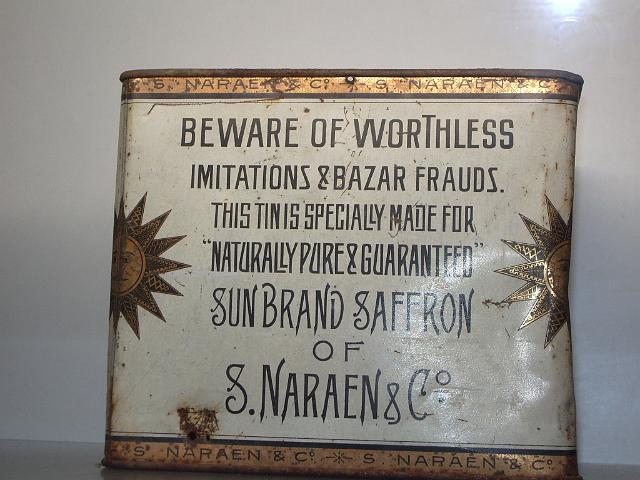 S. NARAEN & Cº S. NARAEN & Cº
BEWARE OF WORTHLESS
IMITATIONS & BAZAR FRAUDS.
THIS TIN IS SPECIALLY MADE FOR
"NATURALLY PURE & GUARANTEED"
SUN BRAND SAFFRON
OF
S. NARAEN & Cº
S NARAEN & Cº S. NARAEN & Cº